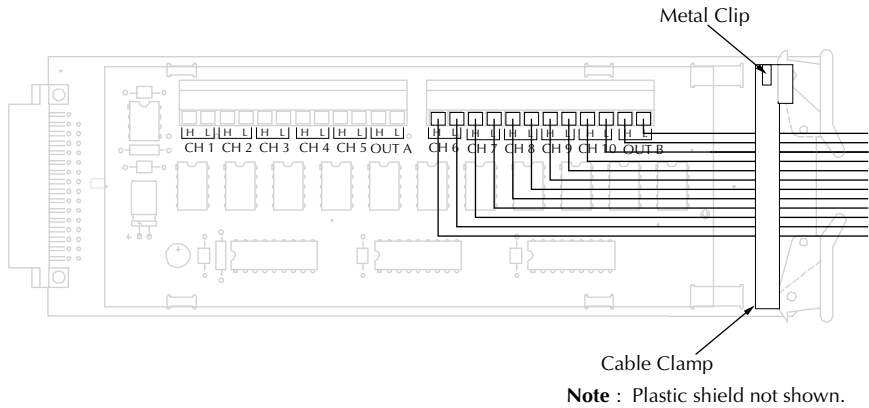 Metal Clip
H L H L H L H L H L H L H L H L H L H L H L H L
CH 1 CH 2 CH 3 CH 4 CH 5 OUT A CH 6 CH 7 CH 8 CH 9 CH 10 OUT B
Cable Clamp
Note : Plastic shield not shown.